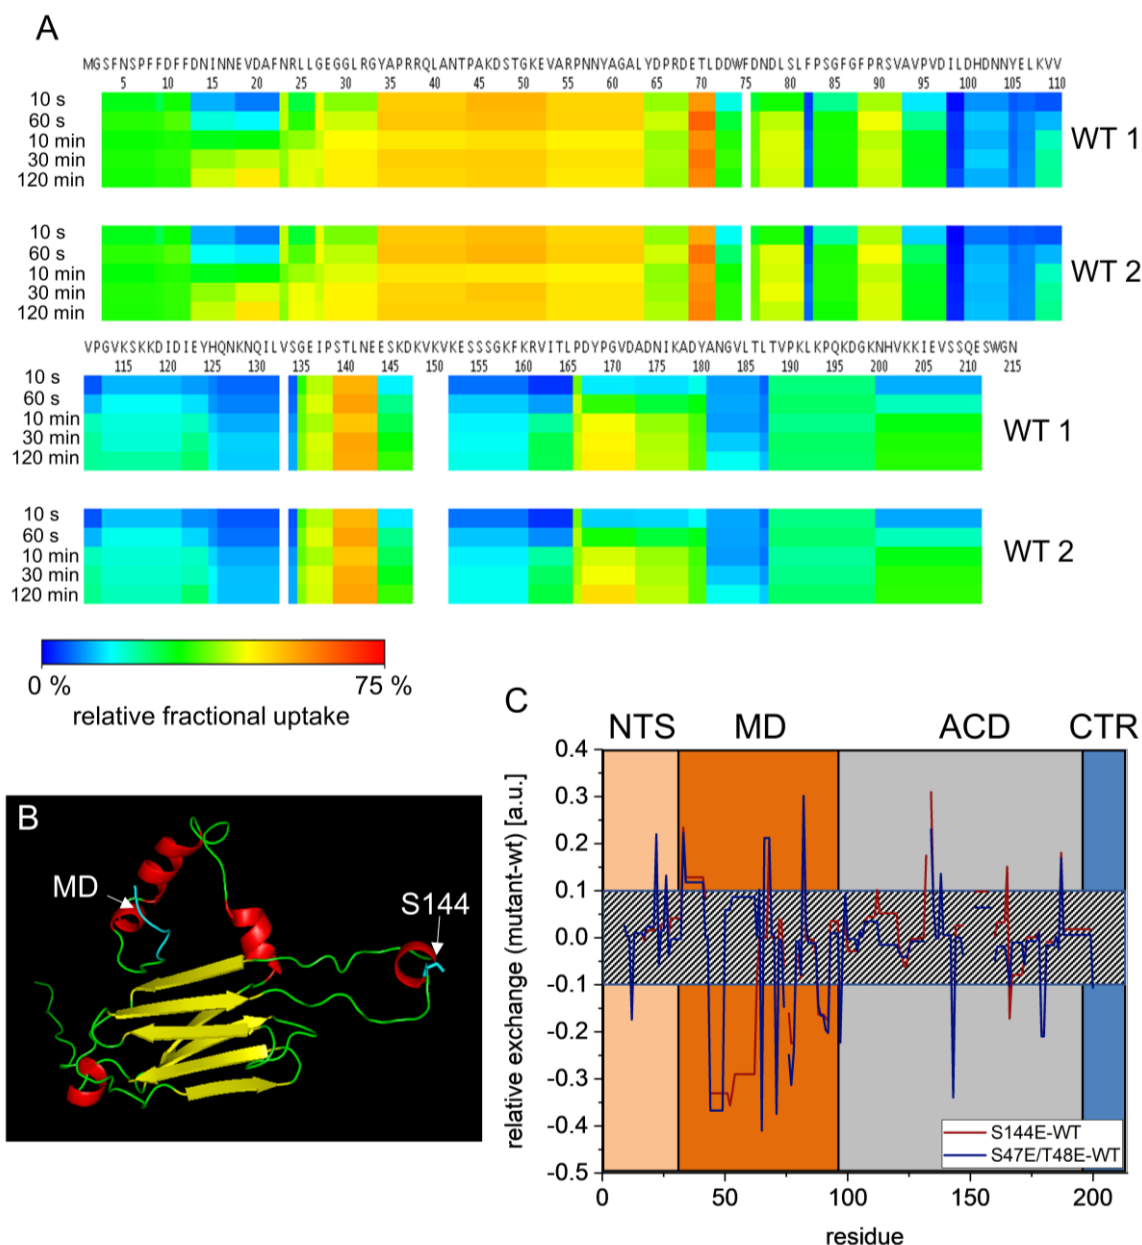 A
MGSFNSPFFDFFDNINNEVDAFNRLLGEGGLRGYAPRRQLANTPAKDSTGKEVARPNNYAGALYDPRDETLDDWFDNDLSLFPSGFGFPRSVAVPVDILDHDNNYELKVV
5 10 15 20 25 30 35 40 45 50 55 60 65 70 75 80 85 90 95 100 105 110
10 s
60 s
10 min
30 min
120 min
WT 1
10 s
60 s
10 min
30 min
120 min
WT 2
VPGVKSKKDIDIEYHQNKNQILVSGEIPSTLNEESKDKVKVKESSSGKFKRVITLPDYPGVDADNIKADYANGVLTLTVPKLKPQKDGKNHVKKIEVSSQESWGN
115 120 125 135 140 145 150 155 160 165 170 175 180 185 190 195 200 205 210 215
10 s
60 s
10 min
30 min
120 min
WT 1
10 s
60 s
10 min
30 min
120 min
WT 2
0 % 75 %
relative fractional uptake
B
MD
S144
C
NTS MD ACD CTR
relative exchange (mutant-wt) [a.u.]
0.4
0.3
0.2
0.1
0.0
-0.1
-0.2
-0.3
-0.4
-0.5
S144E-WT
S47E/T48E-WT
0 50 100 150 200
residue